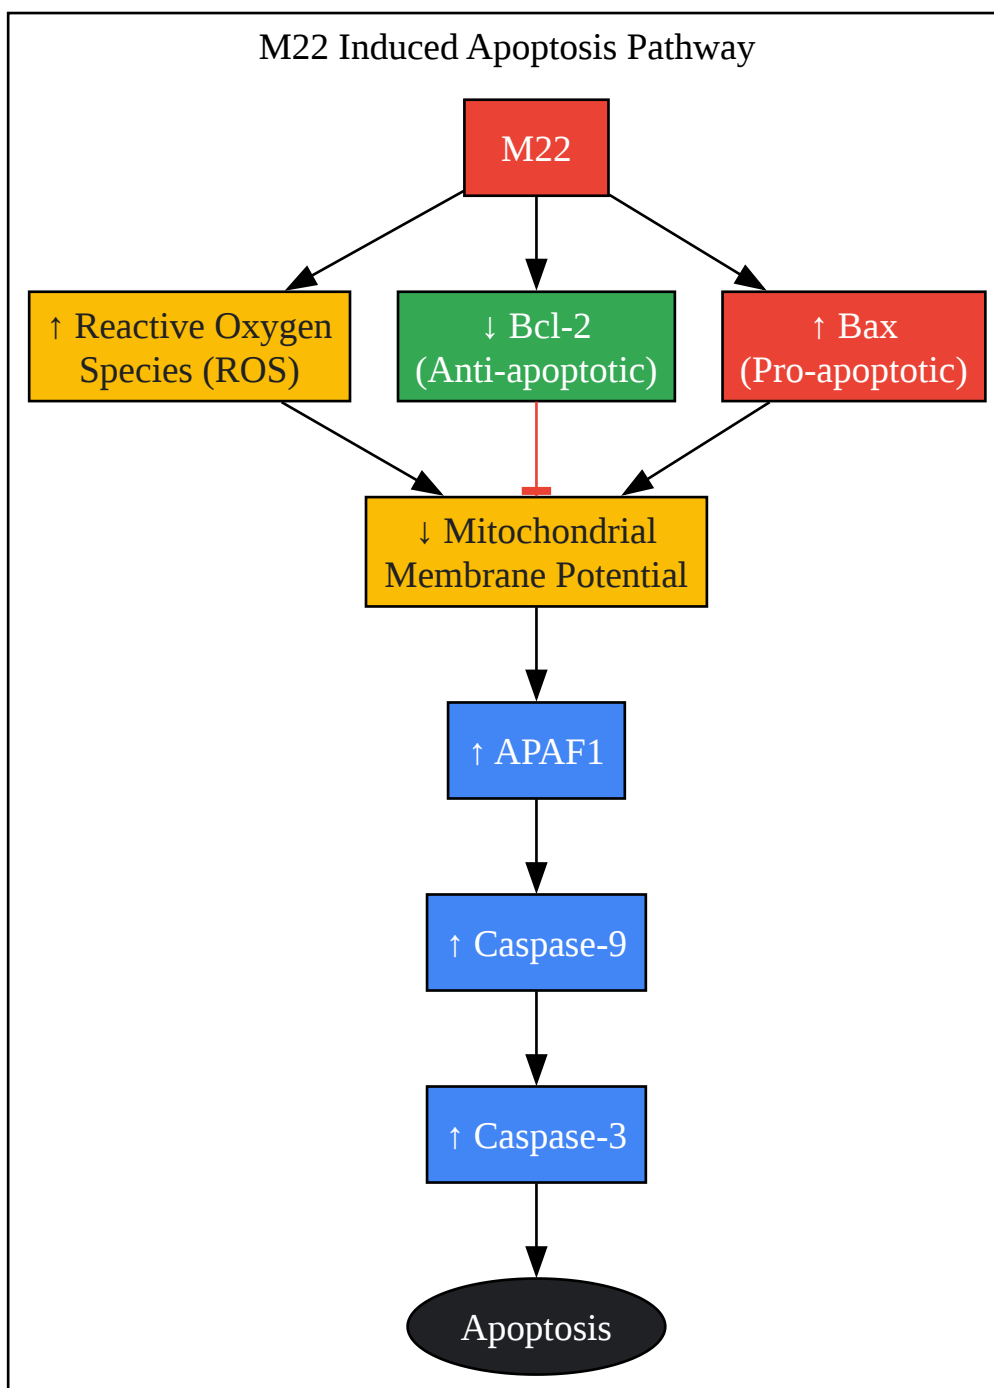 M22 Induced Apoptosis Pathway
M22
↑ Reactive Oxygen
Species (ROS)
↓ Bcl-2
(Anti-apoptotic)
↑ Bax
(Pro-apoptotic)
↓ Mitochondrial
Membrane Potential
↑ APAF1
↑ Caspase-9
↑ Caspase-3
Apoptosis